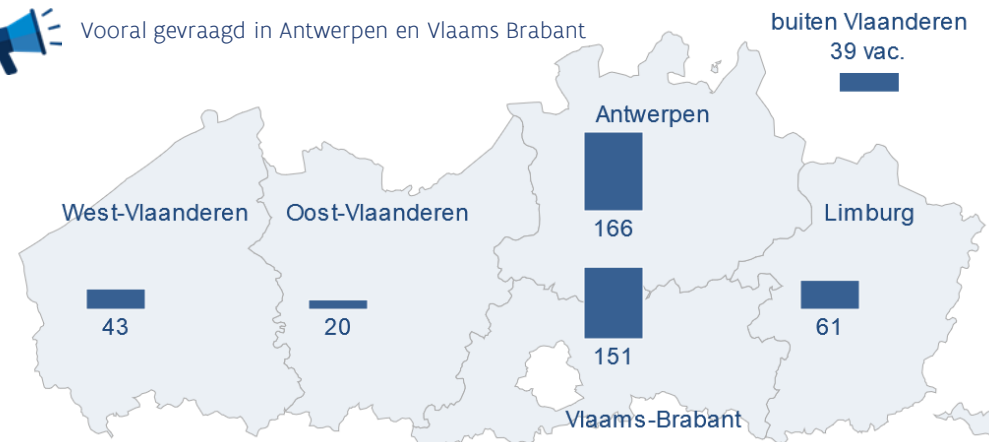 Vooral gevraagd in Antwerpen en Vlaams Brabant
buiten Vlaanderen
39 vac.
Antwerpen
166
West-Vlaanderen
43
Oost-Vlaanderen
20
Limburg
61
151
Vlaams-Brabant